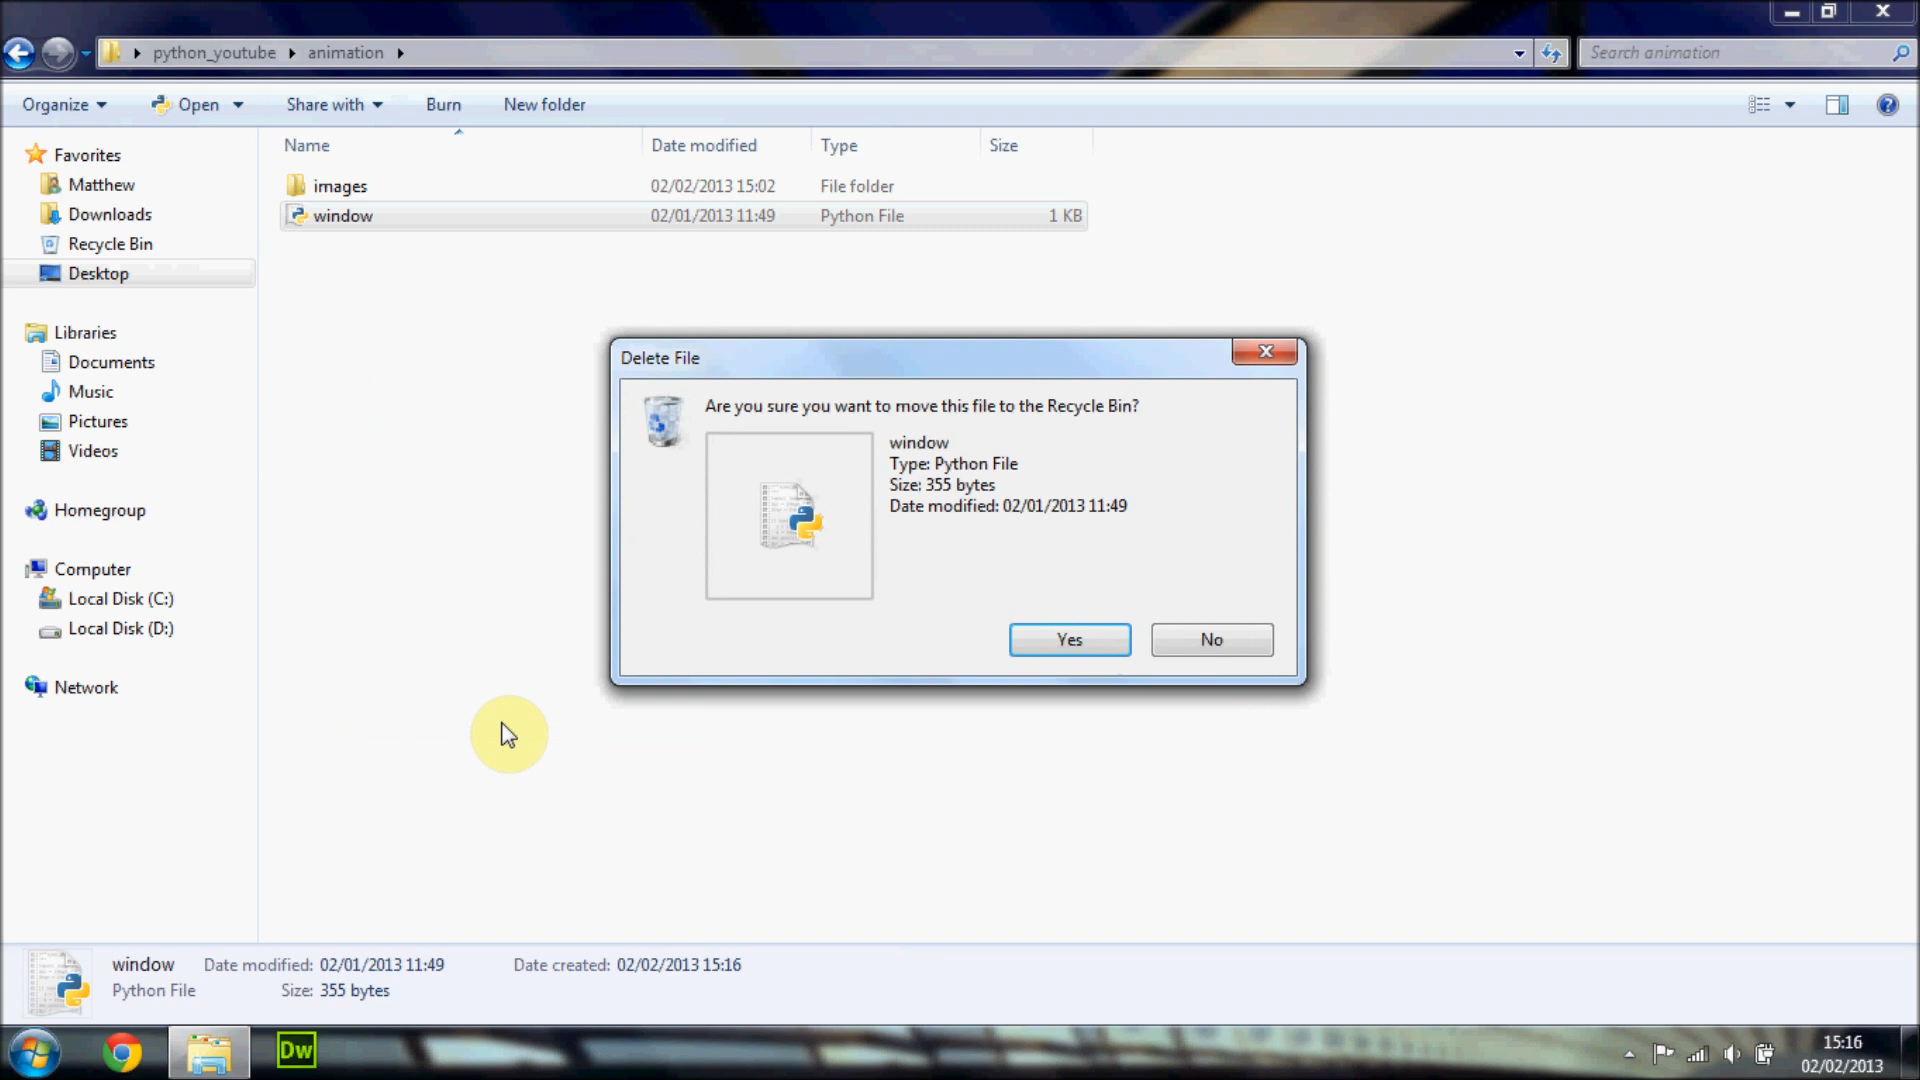 python_youtube animation
Search animation
Organize Open Share with Burn New folder
Name Date modified Type Size
Favorites
Matthew
Downloads
Recycle Bin
Desktop
Libraries
Documents
Music
Pictures
Videos
Homegroup
Computer
Local Disk (C:)
Local Disk (D:)
Network
images 02/02/2013 15:02 File folder
window 02/01/2013 11:49 Python File 1 KB
Delete File
Are you sure you want to move this file to the Recycle Bin?
window
Type: Python File
Size: 355 bytes
Date modified: 02/01/2013 11:49
Yes No
window Date modified: 02/01/2013 11:49 Date created: 02/02/2013 15:16
Python File Size: 355 bytes
Dw
15:16
02/02/2013